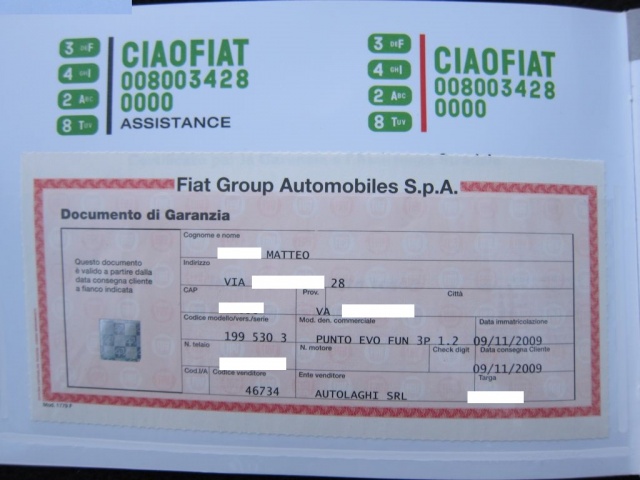 3 DEF
4 GHI
2 ABC
8 TUV
CIAOFIAT
008003428
0000
ASSISTANCE
3 DEF
4 GHI
2 ABC
8 TUV
CIAOFIAT
008003428
0000
Fiat Group Automobiles S.p.A.
Documento di Garanzia
Questo documento
è valido a partire dalla
data consegna cliente
a fianco indicata
Cognome e nome
MATTEO
Indirizzo
VIA 28
CAP Prov. Città
VA
Codice modello/vers./serie Mod. den. commerciale Data immatricolazione
199 530 3 PUNTO EVO FUN 3P 1.2 09/11/2009
N. telaio N. motore Check digit Data consegna Cliente
09/11/2009
Cod.I/A Codice venditore Ente venditore Targa
46734 AUTOLAGHI SRL
Mod. 1179 F